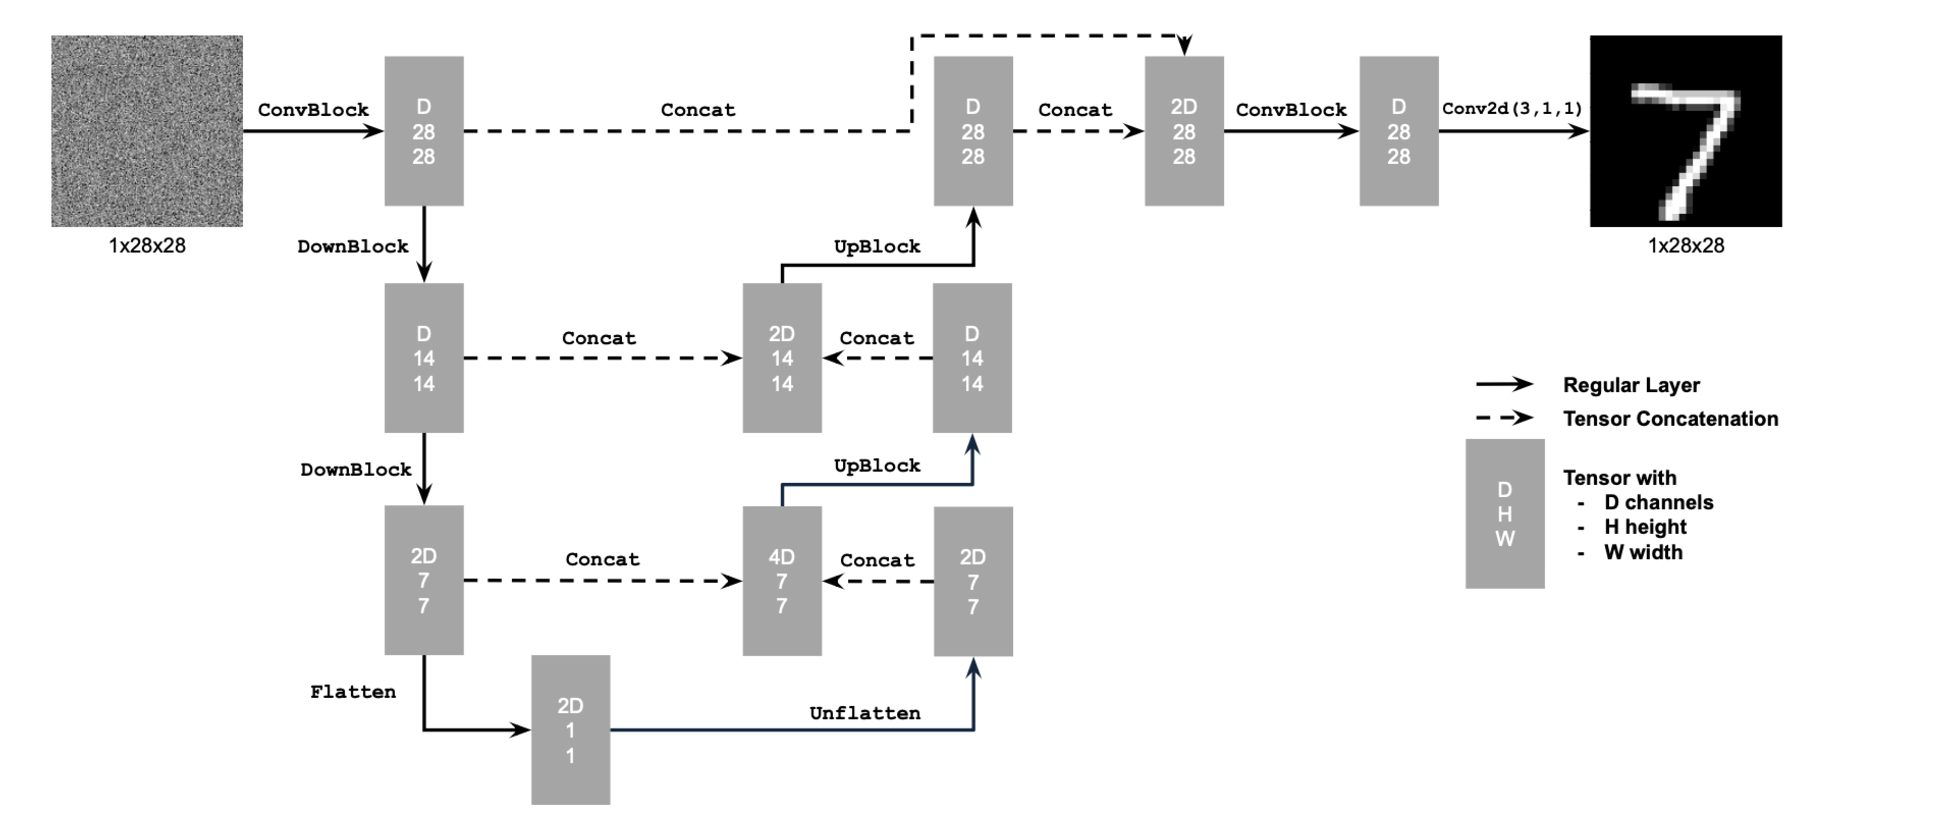 ConvBlock
D
28
28
Concat
D
28
28
Concat
2D
28
28
ConvBlock
D
28
28
Conv2d(3,1,1)
1x28x28
1x28x28
DownBlock
UpBlock
D
14
14
Concat
2D
14
14
Concat
D
14
14
DownBlock
UpBlock
2D
7
7
Concat
4D
7
7
Concat
2D
7
7
Flatten
2D
1
1
Unflatten
Regular Layer
Tensor Concatenation
D
H
W
Tensor with
- D channels
- H height
- W width
7